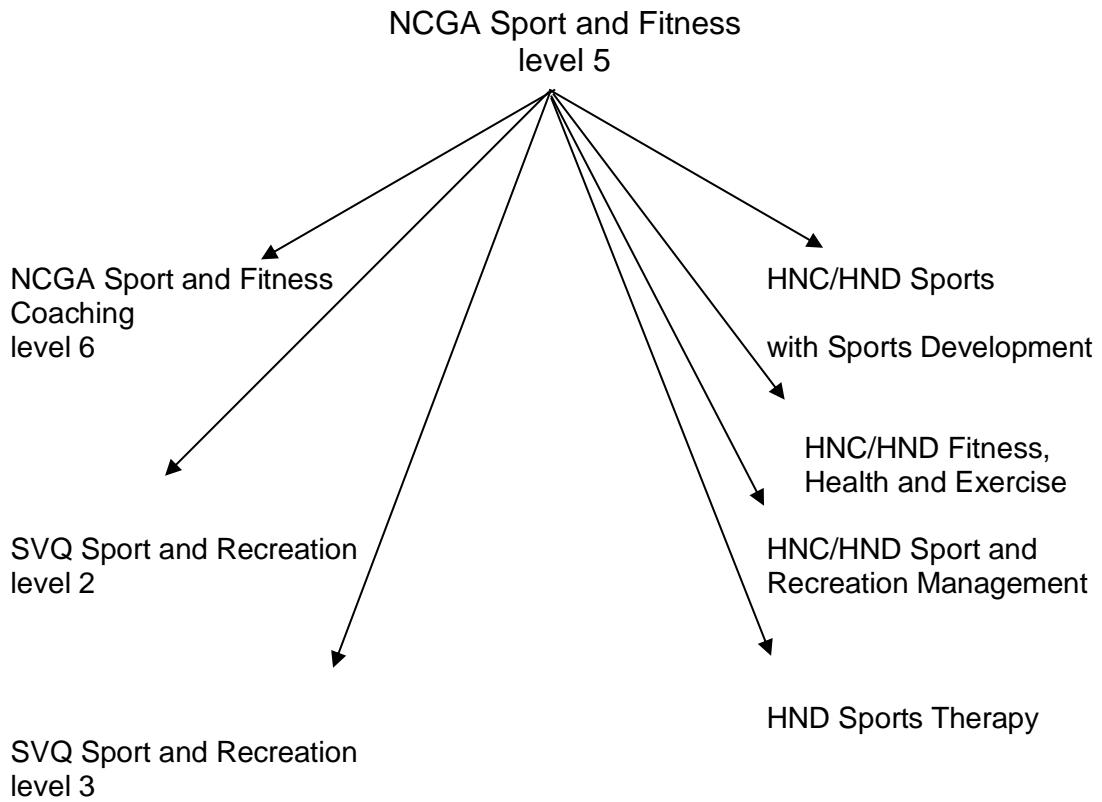 NCGA Sport and Fitness
level 5
NCGA Sport and Fitness
Coaching
level 6
SVQ Sport and Recreation
level 2
SVQ Sport and Recreation
level 3
HNC/HND Sports
with Sports Development
HNC/HND Fitness,
Health and Exercise
HNC/HND Sport and
Recreation Management
HND Sports Therapy